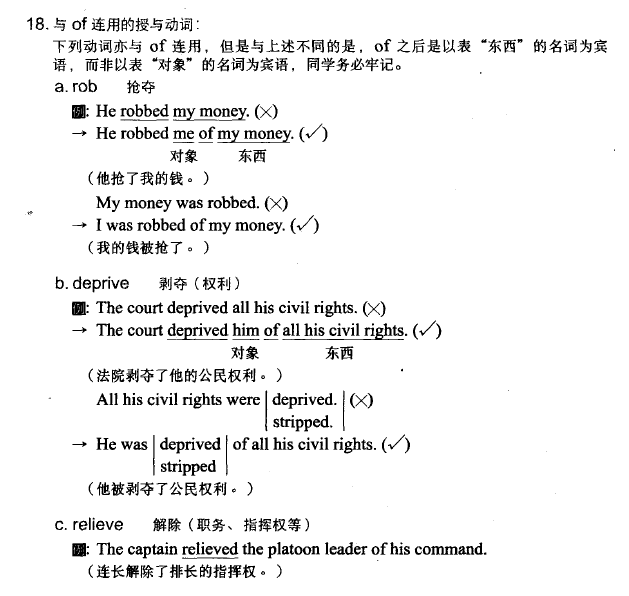 18. 与 of 连用的授与动词：
下列动词亦与 of 连用，但是与上述不同的是，of 之后是以表“东西”的名词为宾
语，而非以表“对象”的名词为宾语，同学务必牢记。
a. rob 抢夺
例: He robbed my money. (×)
→ He robbed me of my money. (✓)
对象 东西
（他抢了我的钱。）
My money was robbed. (×)
→ I was robbed of my money. (✓)
（我的钱被抢了。）
b. deprive 剥夺（权利）
例: The court deprived all his civil rights. (×)
→ The court deprived him of all his civil rights. (✓)
对象 东西
（法院剥夺了他的公民权利。）
All his civil rights were | deprived. | (×)
stripped.
→ He was | deprived | of all his civil rights. (✓)
stripped
（他被剥夺了公民权利。）
c. relieve 解除（职务、指挥权等）
例: The captain relieved the platoon leader of his command.
（连长解除了排长的指挥权。）